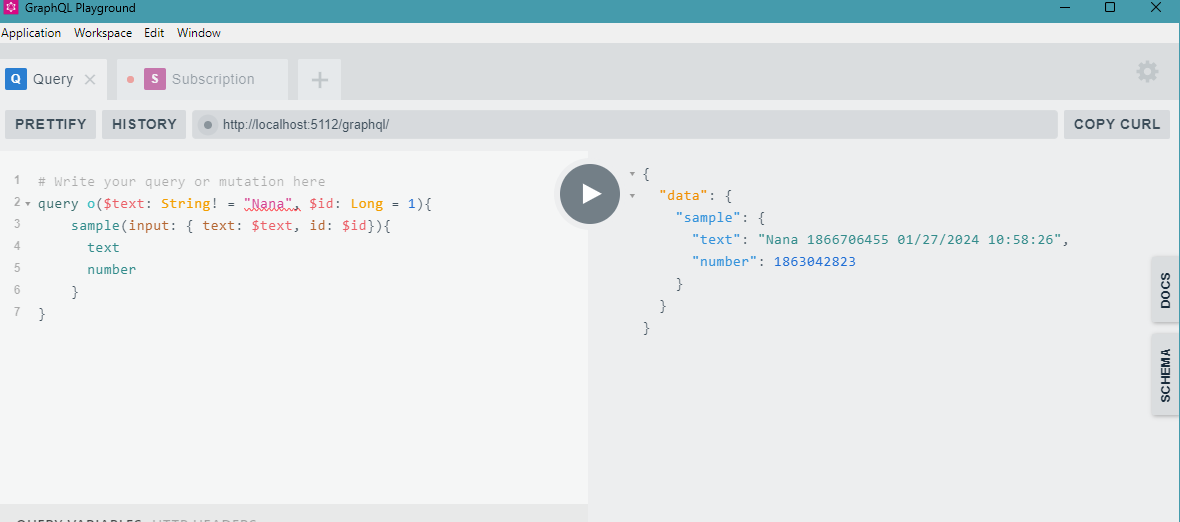 GraphQL Playground
Application Workspace Edit Window
Q Query S Subscription
PRETTIFY HISTORY http://localhost:5112/graphql/ COPY CURL
1 # Write your query or mutation here
2 query o($text: String! = "Nana", $id: Long = 1){
3 sample(input: { text: $text, id: $id}){
4 text
5 number
6 }
7 }
{
"data": {
"sample": {
"text": "Nana 1866706455 01/27/2024 10:58:26",
"number": 1863042823
}
}
}
DOCS
SCHEMA
QUERY VARIABLES HTTP HEADERS